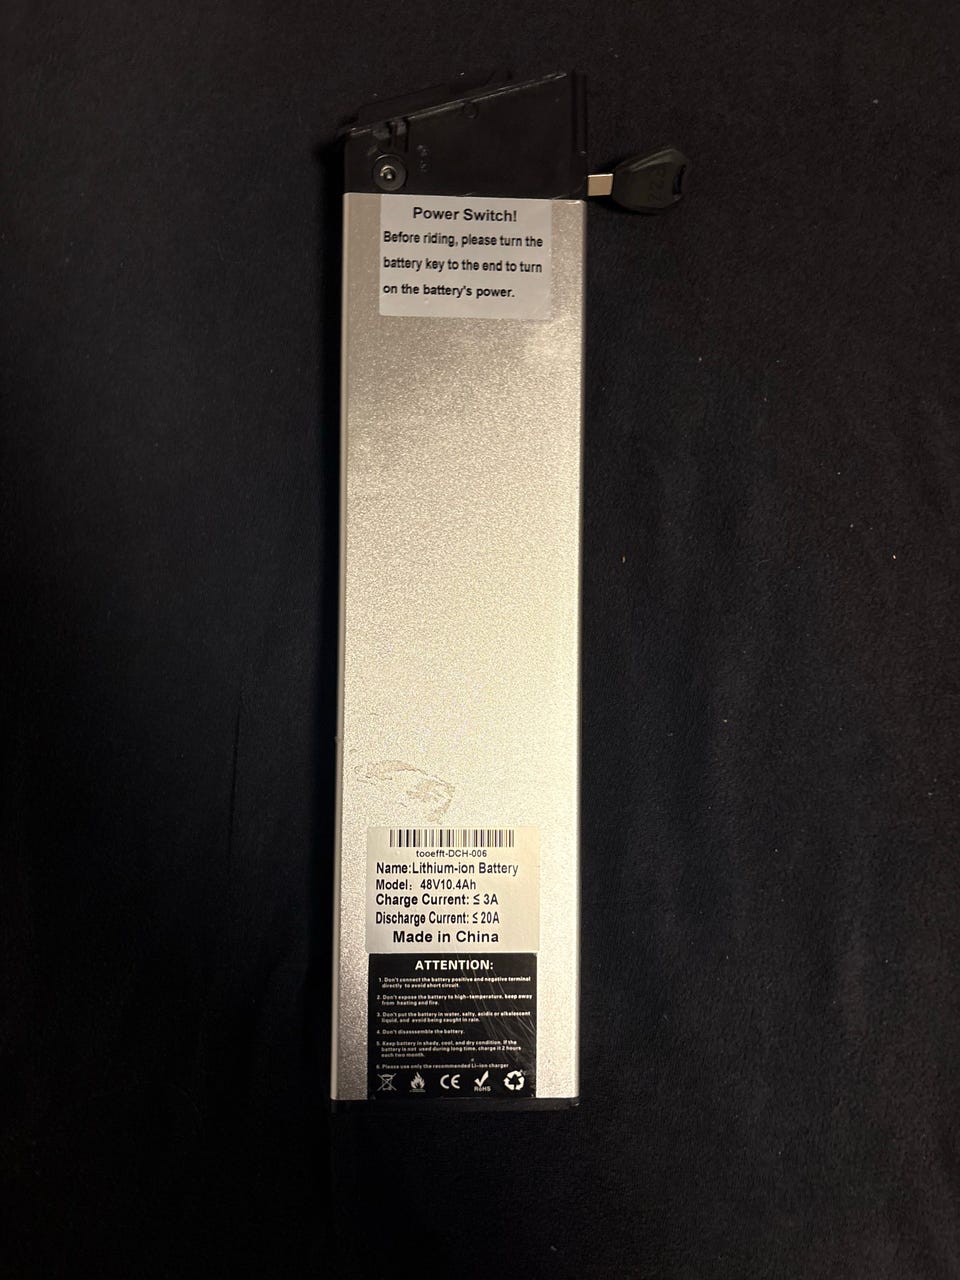 Power Switch!
Before riding, please turn the
battery key to the end to turn
on the battery's power.
tooefft-DCH-006
Name:Lithium-ion Battery
Model: 48V10.4Ah
Charge Current: ≤ 3A
Discharge Current: ≤ 20A
Made in China
ATTENTION:
1. Don't connect the battery positive and negative terminal
directly to avoid short circuit.
2. Don't expose the battery to high-temperature, keep away
from heating and fire.
3. Don't put the battery in water, salty, acidic or alkalescent
liquid, and avoid being caught in rain.
4. Don't disassemble the battery.
5. Keep battery in shady, cool, and dry condition. If the
battery is not used during long time, charge it 2 hours
each two month.
6. Please use only the recommended Li-ion charger
CE
RoHS